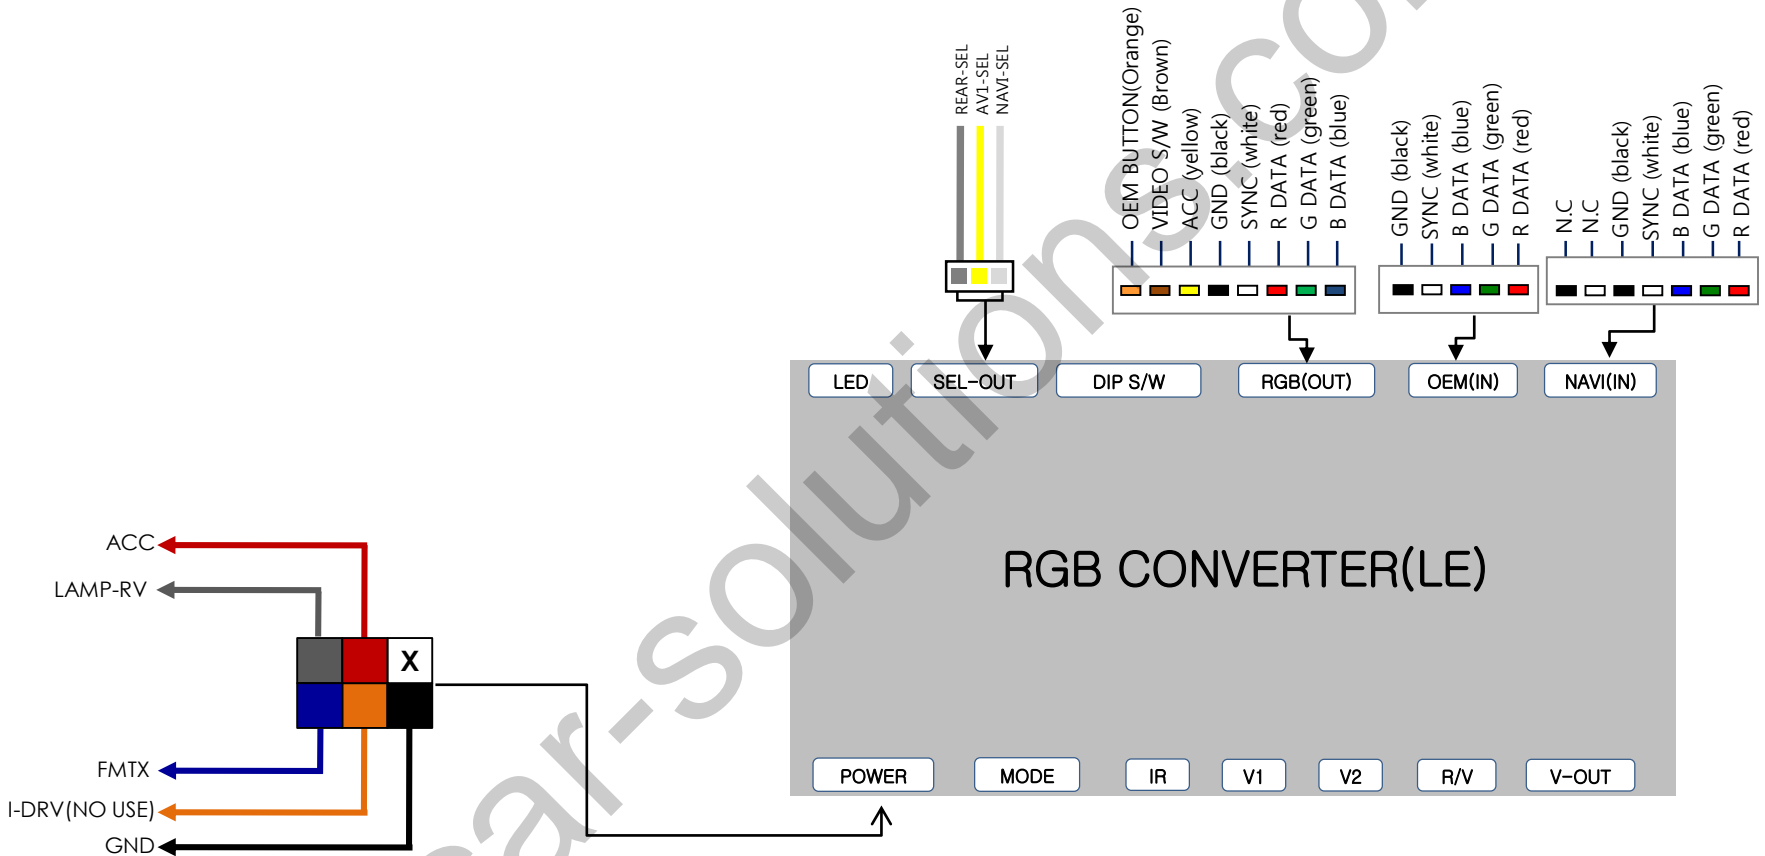 REAR-SEL
AV1-SEL
NAVI-SEL
OEM BUTTON(Orange)
VIDEO S/W (Brown)
ACC (yellow)
GND (black)
SYNC (white)
R DATA (red)
G DATA (green)
B DATA (blue)
GND (black)
SYNC (white)
B DATA (blue)
G DATA (green)
R DATA (red)
N.C
N.C
GND (black)
SYNC (white)
B DATA (blue)
G DATA (green)
R DATA (red)
LED
SEL-OUT
DIP S/W
RGB(OUT)
OEM(IN)
NAVI(IN)
RGB CONVERTER(LE)
ACC
LAMP-RV
X
FMTX
I-DRV(NO USE)
GND
POWER
MODE
IR
V1
V2
R/V
V-OUT
car-solutions.co